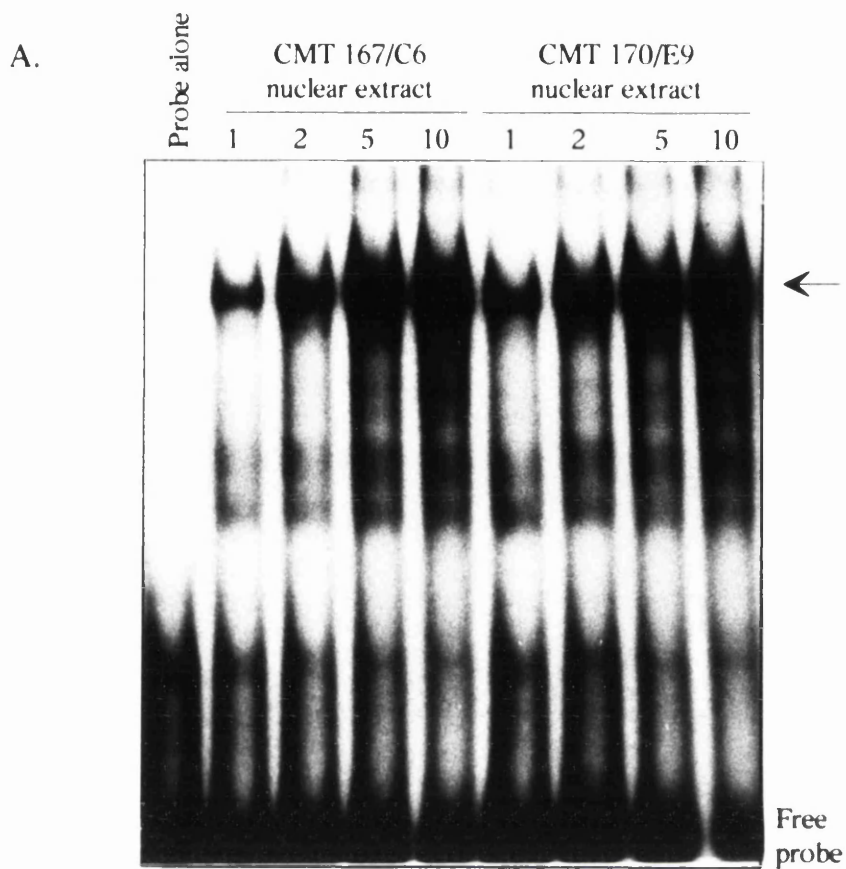 A.
Probe alone
CMT 167/C6
nuclear extract
CMT 170/E9
nuclear extract
1 2 5 10 1 2 5 10
Free
probe